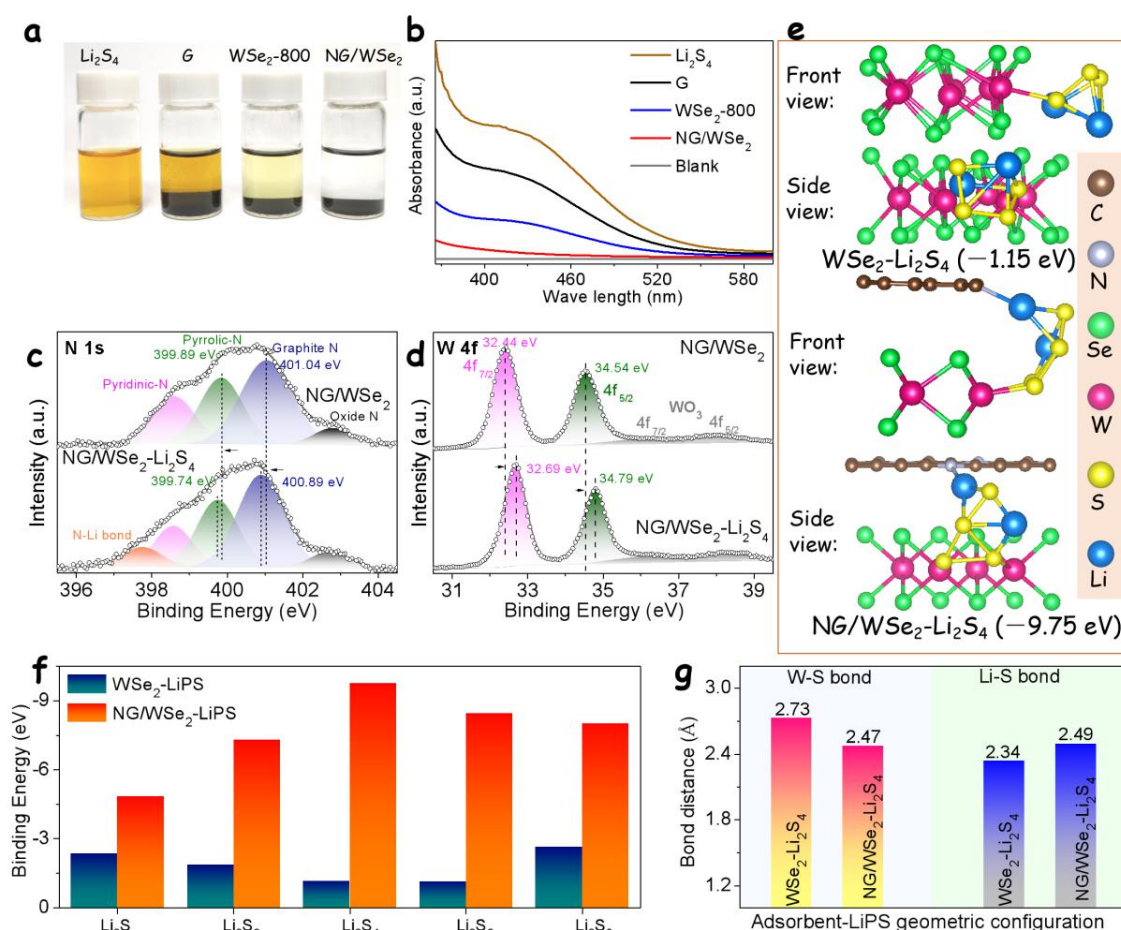 a
Li₂S₄ G WSe₂-800 NG/WSe₂
b
Absorbance (a.u.)
Li₂S₄
G
WSe₂-800
NG/WSe₂
Blank
400 460 520 580
Wave length (nm)
c
N 1s
Intensity (a.u.)
Pyrrolic-N
399.89 eV
Graphite N
401.04 eV
Pyridinic-N
NG/WSe₂
Oxide N
NG/WSe₂-Li₂S₄
399.74 eV
400.89 eV
N-Li bond
396 398 400 402 404
Binding Energy (eV)
d
W 4f
Intensity (a.u.)
32.44 eV
4f₇/₂
NG/WSe₂
34.54 eV
4f₅/₂
WO₃
4f₇/₂ 4f₅/₂
32.69 eV
34.79 eV
NG/WSe₂-Li₂S₄
31 33 35 37 39
Binding Energy (eV)
e
Front
view:
Side
view:
WSe₂-Li₂S₄ (−1.15 eV)
Front
view:
Side
view:
NG/WSe₂-Li₂S₄ (−9.75 eV)
C
N
Se
W
S
Li
f
Binding Energy (eV)
-9
-6
-3
0
WSe₂-LiPS
NG/WSe₂-LiPS
g
Bond distance (Å)
3.0
2.4
1.8
1.2
W-S bond
Li-S bond
2.73
2.47
2.34
2.49
WSe₂-Li₂S₄
NG/WSe₂-Li₂S₄
WSe₂-Li₂S₄
NG/WSe₂-Li₂S₄
Adsorbent-LiPS geometric configuration